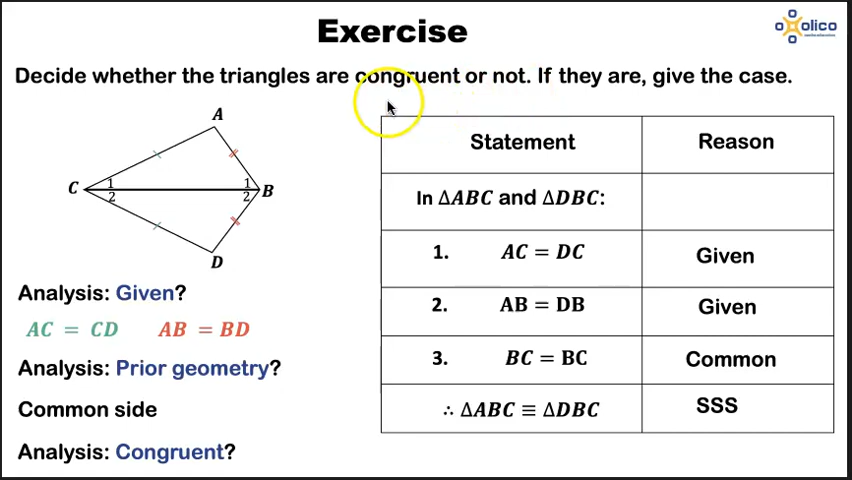 Exercise
olico
Decide whether the triangles are congruent or not. If they are, give the case.
A
C 1 2
1 2 B
D
Analysis: Given?
AC = CD AB = BD
Analysis: Prior geometry?
Common side
Analysis: Congruent?
Statement Reason
In ΔABC and ΔDBC:
1. AC = DC Given
2. AB = DB Given
3. BC = BC Common
∴ ΔABC ≡ ΔDBC SSS